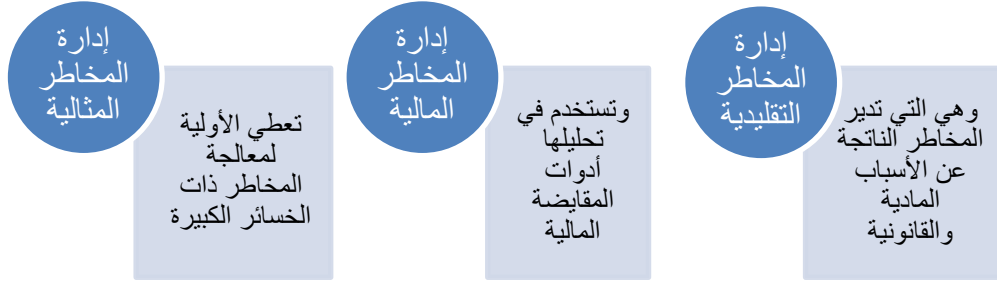 إدارة
المخاطر
التقليدية
وهي التي تدير
المخاطر الناتجة
عن الأسباب
المادية
والقانونية
إدارة
المخاطر
المالية
وتستخدم في
تحليلها
أدوات
المقايضة
المالية
إدارة
المخاطر
المثالية
تعطي الأولية
لمعالجة
المخاطر ذات
الخسائر الكبيرة